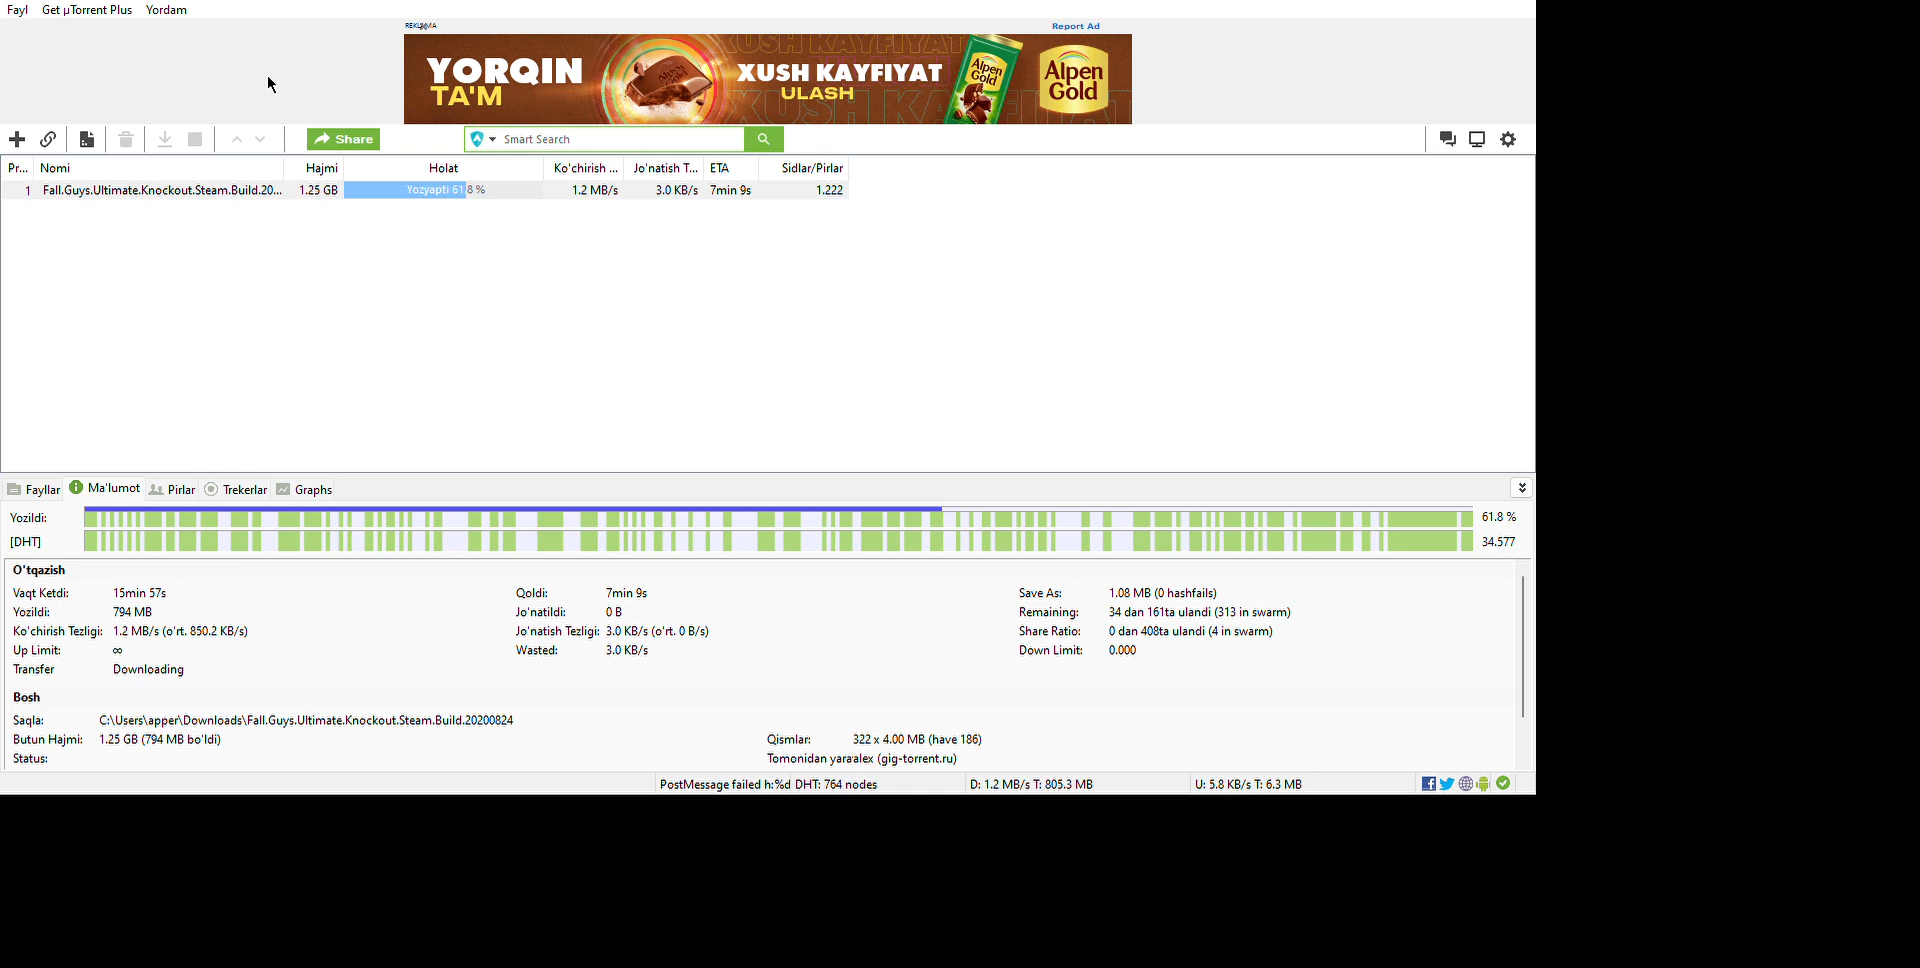 Fayl Get µTorrent Plus Yordam
Report Ad
YORQIN
TA'M
XUSH KAYFIYAT
ULASH
Alpen
Gold
Alpen
Gold
Share
Smart Search
Pr... Nomi Hajmi Holat Ko'chirish ... Jo'natish T... ETA Sidlar/Pirlar
1 Fall.Guys.Ultimate.Knockout.Steam.Build.20... 1.25 GB Yozyapti 61.8 % 1.2 MB/s 3.0 KB/s 7min 9s 1.222
Fayllar Ma'lumot Pirlar Trekerlar Graphs
Yozildi: 61.8 %
[DHT] 34.577
O'tqazish
Vaqt Ketdi: 15min 57s Qoldi: 7min 9s Save As: 1.08 MB (0 hashfails)
Yozildi: 794 MB Jo'natildi: 0 B Remaining: 34 dan 161ta ulandi (313 in swarm)
Ko'chirish Tezligi: 1.2 MB/s (o'rt. 850.2 KB/s) Jo'natish Tezligi: 3.0 KB/s (o'rt. 0 B/s) Share Ratio: 0 dan 408ta ulandi (4 in swarm)
Up Limit: ∞ Wasted: 3.0 KB/s Down Limit: 0.000
Transfer Downloading
Bosh
Saqla: C:\Users\apper\Downloads\Fall.Guys.Ultimate.Knockout.Steam.Build.20200824
Butun Hajmi: 1.25 GB (794 MB bo'ldi) Qismlar: 322 x 4.00 MB (have 186)
Status: Tomonidan yara alex (gig-torrent.ru)
PostMessage failed h:%d DHT: 764 nodes D: 1.2 MB/s T: 805.3 MB U: 5.8 KB/s T: 6.3 MB